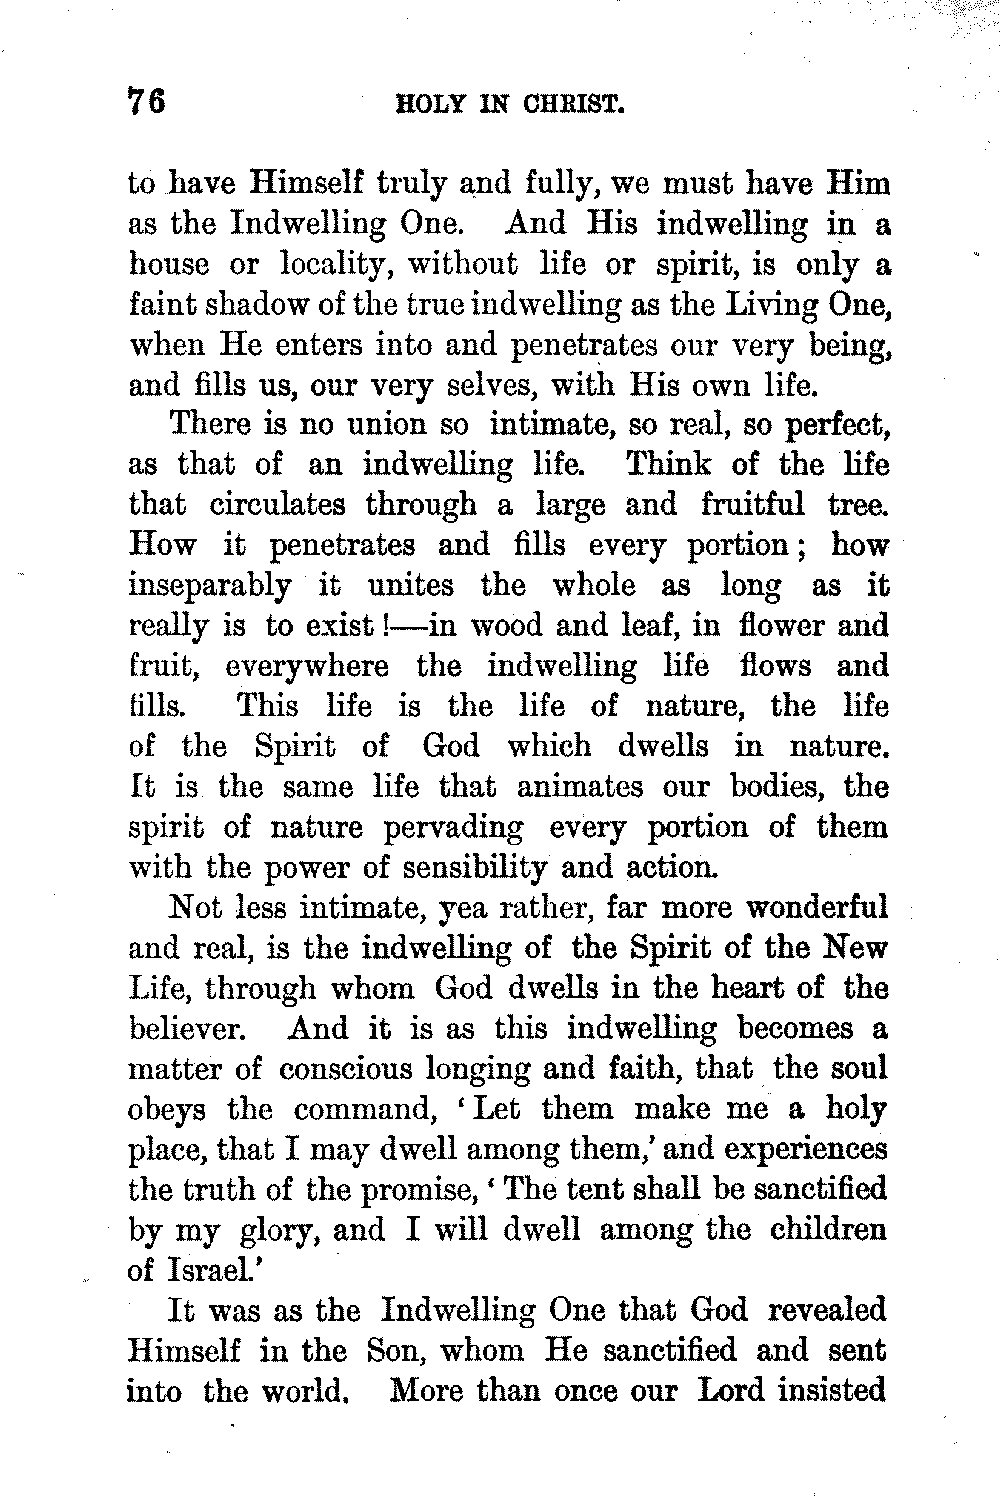 76 HOLY IN CHRIST.
to have Himself truly and fully, we must have Him
as the Indwelling One. And His indwelling in a
house or locality, without life or spirit, is only a
faint shadow of the true indwelling as the Living One,
when He enters into and penetrates our very being,
and fills us, our very selves, with His own life.
There is no union so intimate, so real, so perfect,
as that of an indwelling life. Think of the life
that circulates through a large and fruitful tree.
How it penetrates and fills every portion; how
inseparably it unites the whole as long as it
really is to exist!—in wood and leaf, in flower and
fruit, everywhere the indwelling life flows and
fills. This life is the life of nature, the life
of the Spirit of God which dwells in nature.
It is the same life that animates our bodies, the
spirit of nature pervading every portion of them
with the power of sensibility and action.
Not less intimate, yea rather, far more wonderful
and real, is the indwelling of the Spirit of the New
Life, through whom God dwells in the heart of the
believer. And it is as this indwelling becomes a
matter of conscious longing and faith, that the soul
obeys the command, ‘Let them make me a holy
place, that I may dwell among them,’ and experiences
the truth of the promise, ‘The tent shall be sanctified
by my glory, and I will dwell among the children
of Israel.’
It was as the Indwelling One that God revealed
Himself in the Son, whom He sanctified and sent
into the world. More than once our Lord insisted